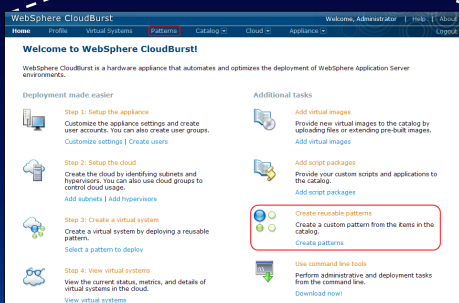 WebSphere CloudBurst
Welcome, Administrator | Help | About
Home Profile Virtual Systems Patterns Catalog Cloud Appliance Logout
Welcome to WebSphere CloudBurst!
WebSphere CloudBurst is a hardware appliance that automates and optimizes the deployment of WebSphere Application Server
environments.
Deployment made easier
Step 1: Setup the appliance
Customize the appliance settings and create
user accounts. You can also create user groups.
Customize settings | Create users
Step 2: Setup the cloud
Create the cloud by identifying subnets and
hypervisors. You can also use cloud groups to
control cloud usage.
Add subnets | Add hypervisors
Step 3: Create a virtual system
Create a virtual system by deploying a reusable
pattern.
Select a pattern to deploy
Step 4: View virtual systems
View the current status, metrics, and details of
virtual systems in the cloud.
View virtual systems
Additional tasks
Add virtual images
Provide new virtual images to the catalog by
uploading files or extending pre-built images.
Add virtual images
Add script packages
Provide your custom scripts and applications to
the catalog.
Add script packages
Create reusable patterns
Create a custom pattern from the items in the
catalog.
Create patterns
Use command line tools
Perform administrative and deployment tasks
from the command line.
Download now!